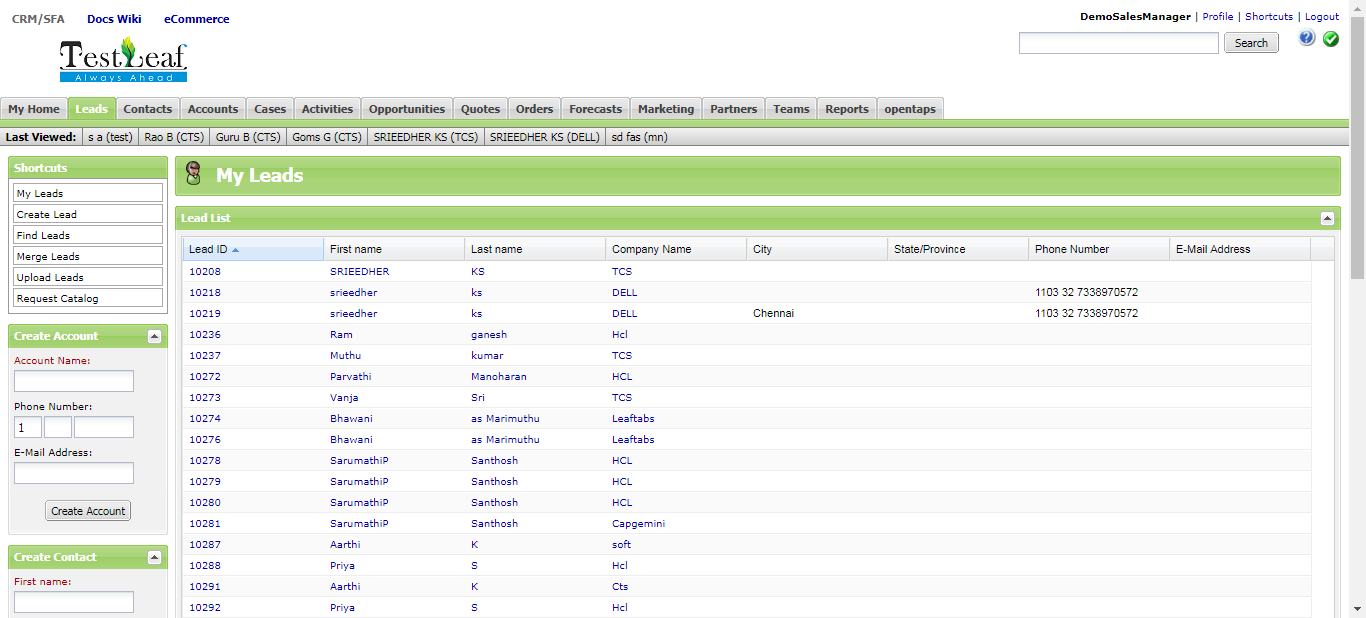 CRM/SFA Docs Wiki eCommerce
DemoSalesManager | Profile | Shortcuts | Logout
TestLeaf
Always Ahead
Search
My Home Leads Contacts Accounts Cases Activities Opportunities Quotes Orders Forecasts Marketing Partners Teams Reports opentaps
Last Viewed: s a (test) Rao B (CTS) Guru B (CTS) Goms G (CTS) SRIEEDHER KS (TCS) SRIEEDHER KS (DELL) sd fas (mn)
Shortcuts
My Leads
Create Lead
Find Leads
Merge Leads
Upload Leads
Request Catalog
Create Account
Account Name:
Phone Number:
1
E-Mail Address:
Create Account
Create Contact
First name:
My Leads
Lead List
Lead ID First name Last name Company Name City State/Province Phone Number E-Mail Address
10208 SRIEEDHER KS TCS
10218 srieedher ks DELL 1103 32 7338970572
10219 srieedher ks DELL Chennai 1103 32 7338970572
10236 Ram ganesh Hcl
10237 Muthu kumar TCS
10272 Parvathi Manoharan HCL
10273 Vanja Sri TCS
10274 Bhawani as Marimuthu Leaftabs
10276 Bhawani as Marimuthu Leaftabs
10278 SarumathiP Santhosh HCL
10279 SarumathiP Santhosh HCL
10280 SarumathiP Santhosh HCL
10281 SarumathiP Santhosh Capgemini
10287 Aarthi K soft
10288 Priya S Hcl
10291 Aarthi K Cts
10292 Priya S Hcl